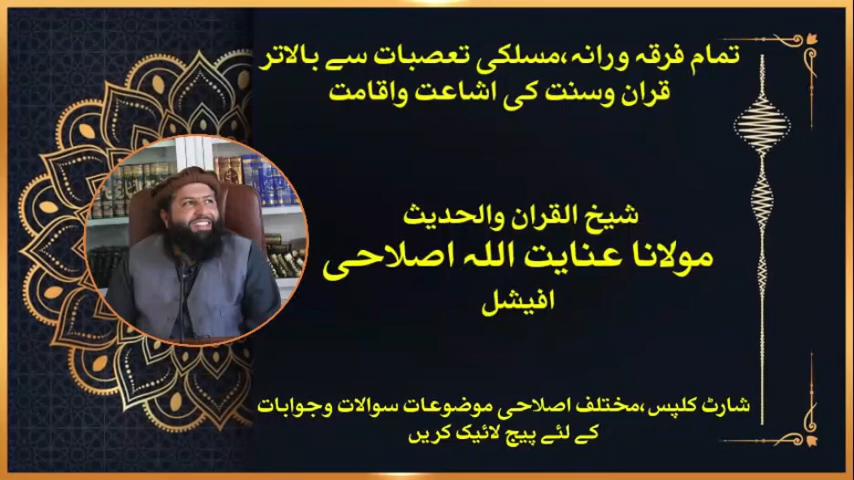 تمام فرقہ ورانہ ،مسلکی تعصبات سے بالاتر
قران وسنت کی اشاعت واقامت
شیخ القران والحدیث
مولانا عنایت اللہ اصلاحی
افیشل
شارٹ کلپس ،مختلف اصلاحی موضوعات سوالات وجوابات
کے لئے پیج لائیک کریں